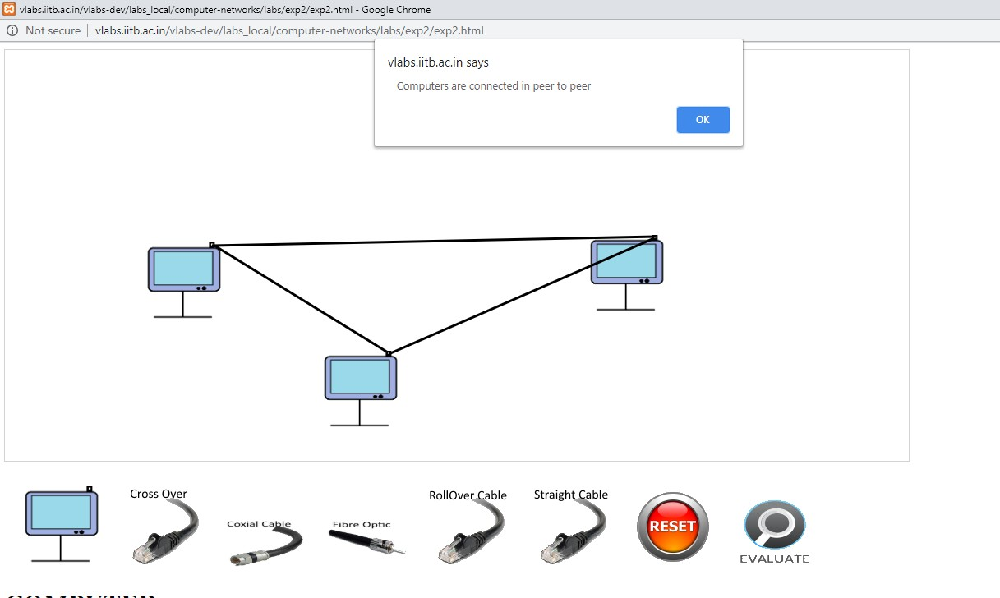 vlabs.iitb.ac.in/vlabs-dev/labs_local/computer-networks/labs/exp2/exp2.html - Google Chrome
Not secure | vlabs.iitb.ac.in/vlabs-dev/labs_local/computer-networks/labs/exp2/exp2.html
vlabs.iitb.ac.in says
Computers are connected in peer to peer
OK
Cross Over
Coxial Cable
Fibre Optic
RollOver Cable
Straight Cable
RESET
EVALUATE
COMPUTER